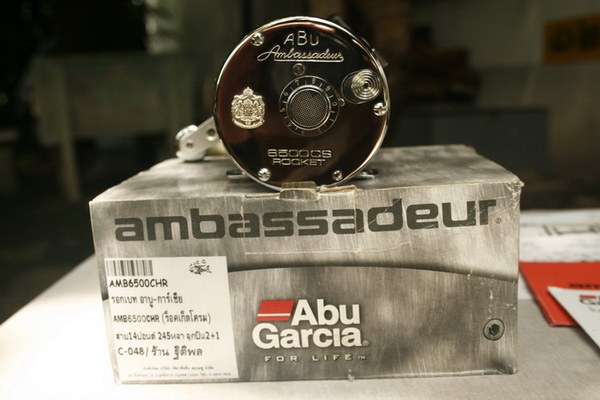 ABU
Ambassadeur
6500CS
ROCKET
ambassadeur®
AMB6500CHR
รอกเบท อาบู-การ์เซีย
AMB6500CHR (ร็อคเก็ตโครม)
สาย14ปอนด์ 245หลา ลูกปืน2+1
C-048/ร้าน ฐิติพล
Abu
Garcia®
FOR LIFE™